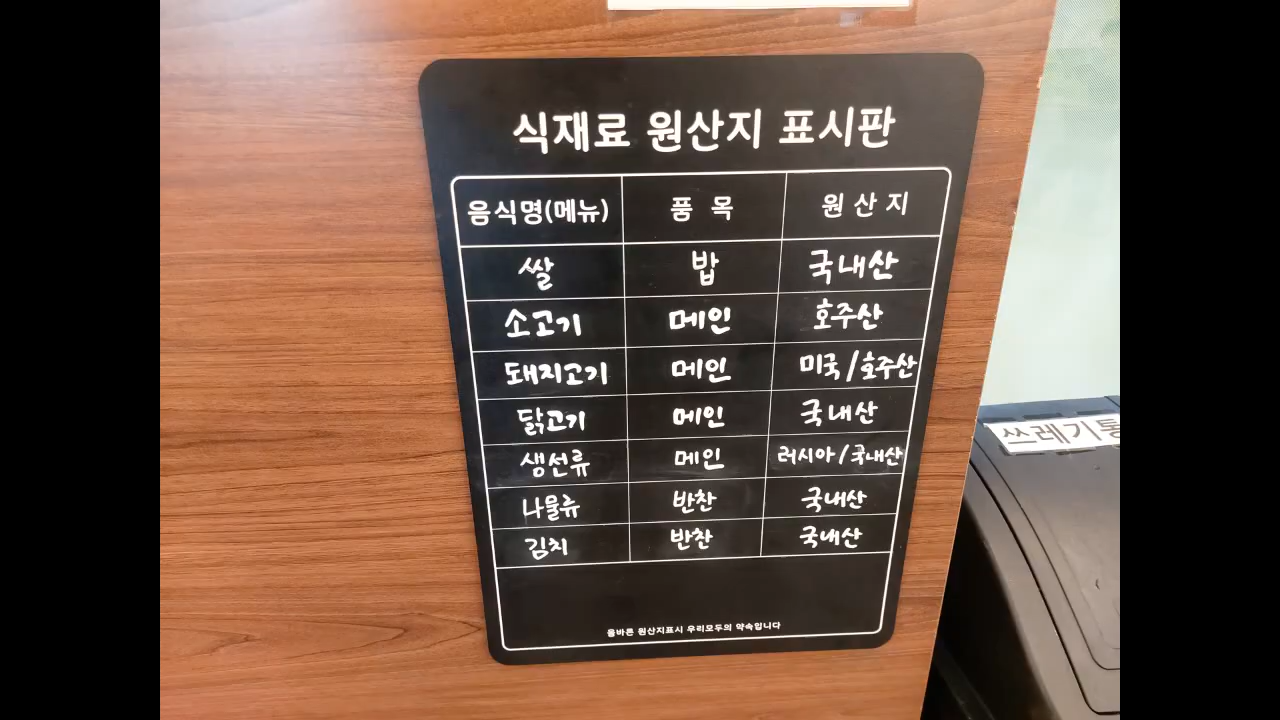 식재료 원산지 표시판
음식명(메뉴) 품 목 원 산 지
쌀 밥 국내산
소고기 메인 호주산
돼지고기 메인 미국/호주산
닭고기 메인 국내산
생선류 메인 러시아/국내산
나물류 반찬 국내산
김치 반찬 국내산
올바른 원산지표시 우리모두의 약속입니다
쓰레기통